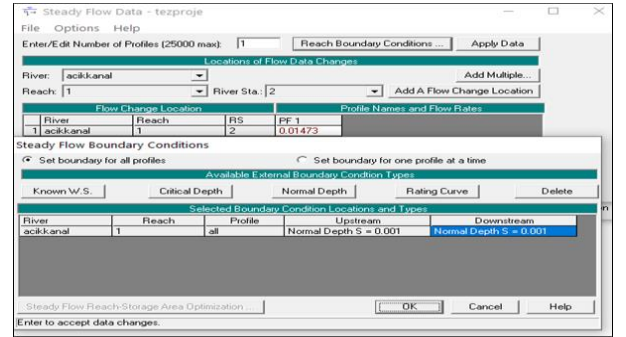 Steady Flow Data - tezproje
File Options Help
Enter/Edit Number of Profiles (25000 max): 1 Reach Boundary Conditions ... Apply Data
Locations of Flow Data Changes
River: acikkanal Add Multiple...
Reach: 1 River Sta.: 2 Add A Flow Change Location
Flow Change Location Profile Names and Flow Rates
River Reach RS PF 1
1 acikkanal 1 2 0.01473
Steady Flow Boundary Conditions
Set boundary for all profiles Set boundary for one profile at a time
Available External Boundary Condtion Types
Known W.S. Critical Depth Normal Depth Rating Curve Delete
Selected Boundary Condition Locations and Types
River Reach Profile Upstream Downstream
acikkanal 1 all Normal Depth S = 0.001 Normal Depth S = 0.001
Steady Flow Reach-Storage Area Optimization ... OK Cancel Help
Enter to accept data changes.